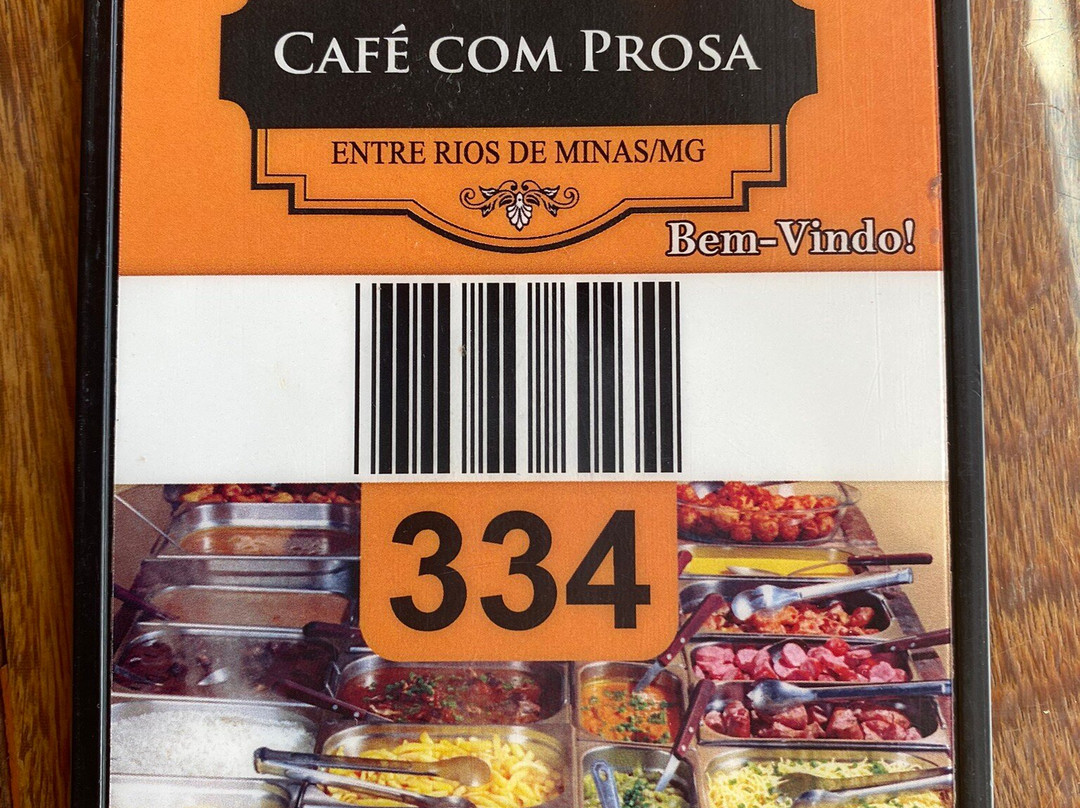 CAFÉ COM PROSA
ENTRE RIOS DE MINAS/MG
Bem-Vindo!
334